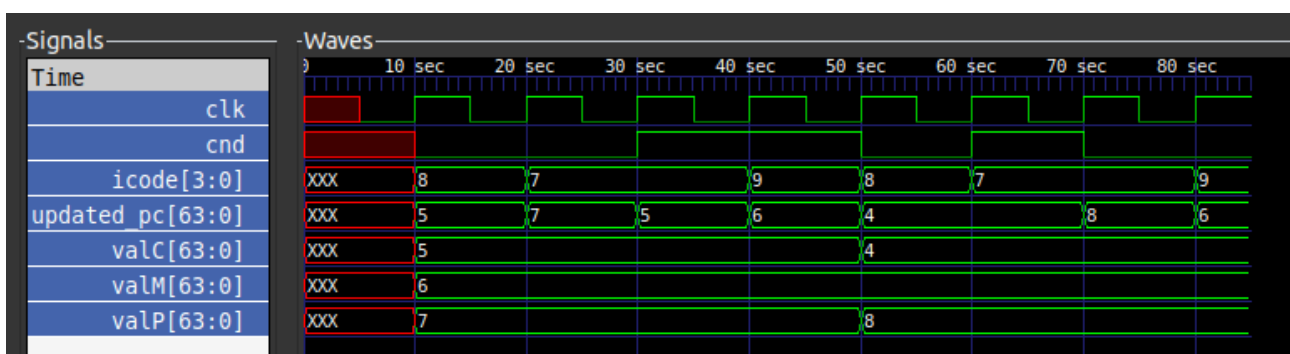 Signals Waves
Time 0 10 sec 20 sec 30 sec 40 sec 50 sec 60 sec 70 sec 80 sec
clk
cnd
icode[3:0] XXX 8 7 9 8 7 9
updated_pc[63:0] XXX 5 7 5 6 4 8 6
valC[63:0] XXX 5 4
valM[63:0] XXX 6
valP[63:0] XXX 7 8